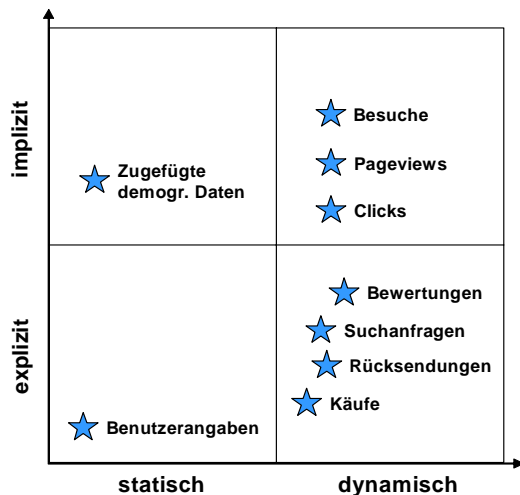 implizit
Besuche
Pageviews
Clicks
Zugefügte
demogr. Daten
explizit
Bewertungen
Suchanfragen
Rücksendungen
Käufe
Benutzerangaben
statisch
dynamisch